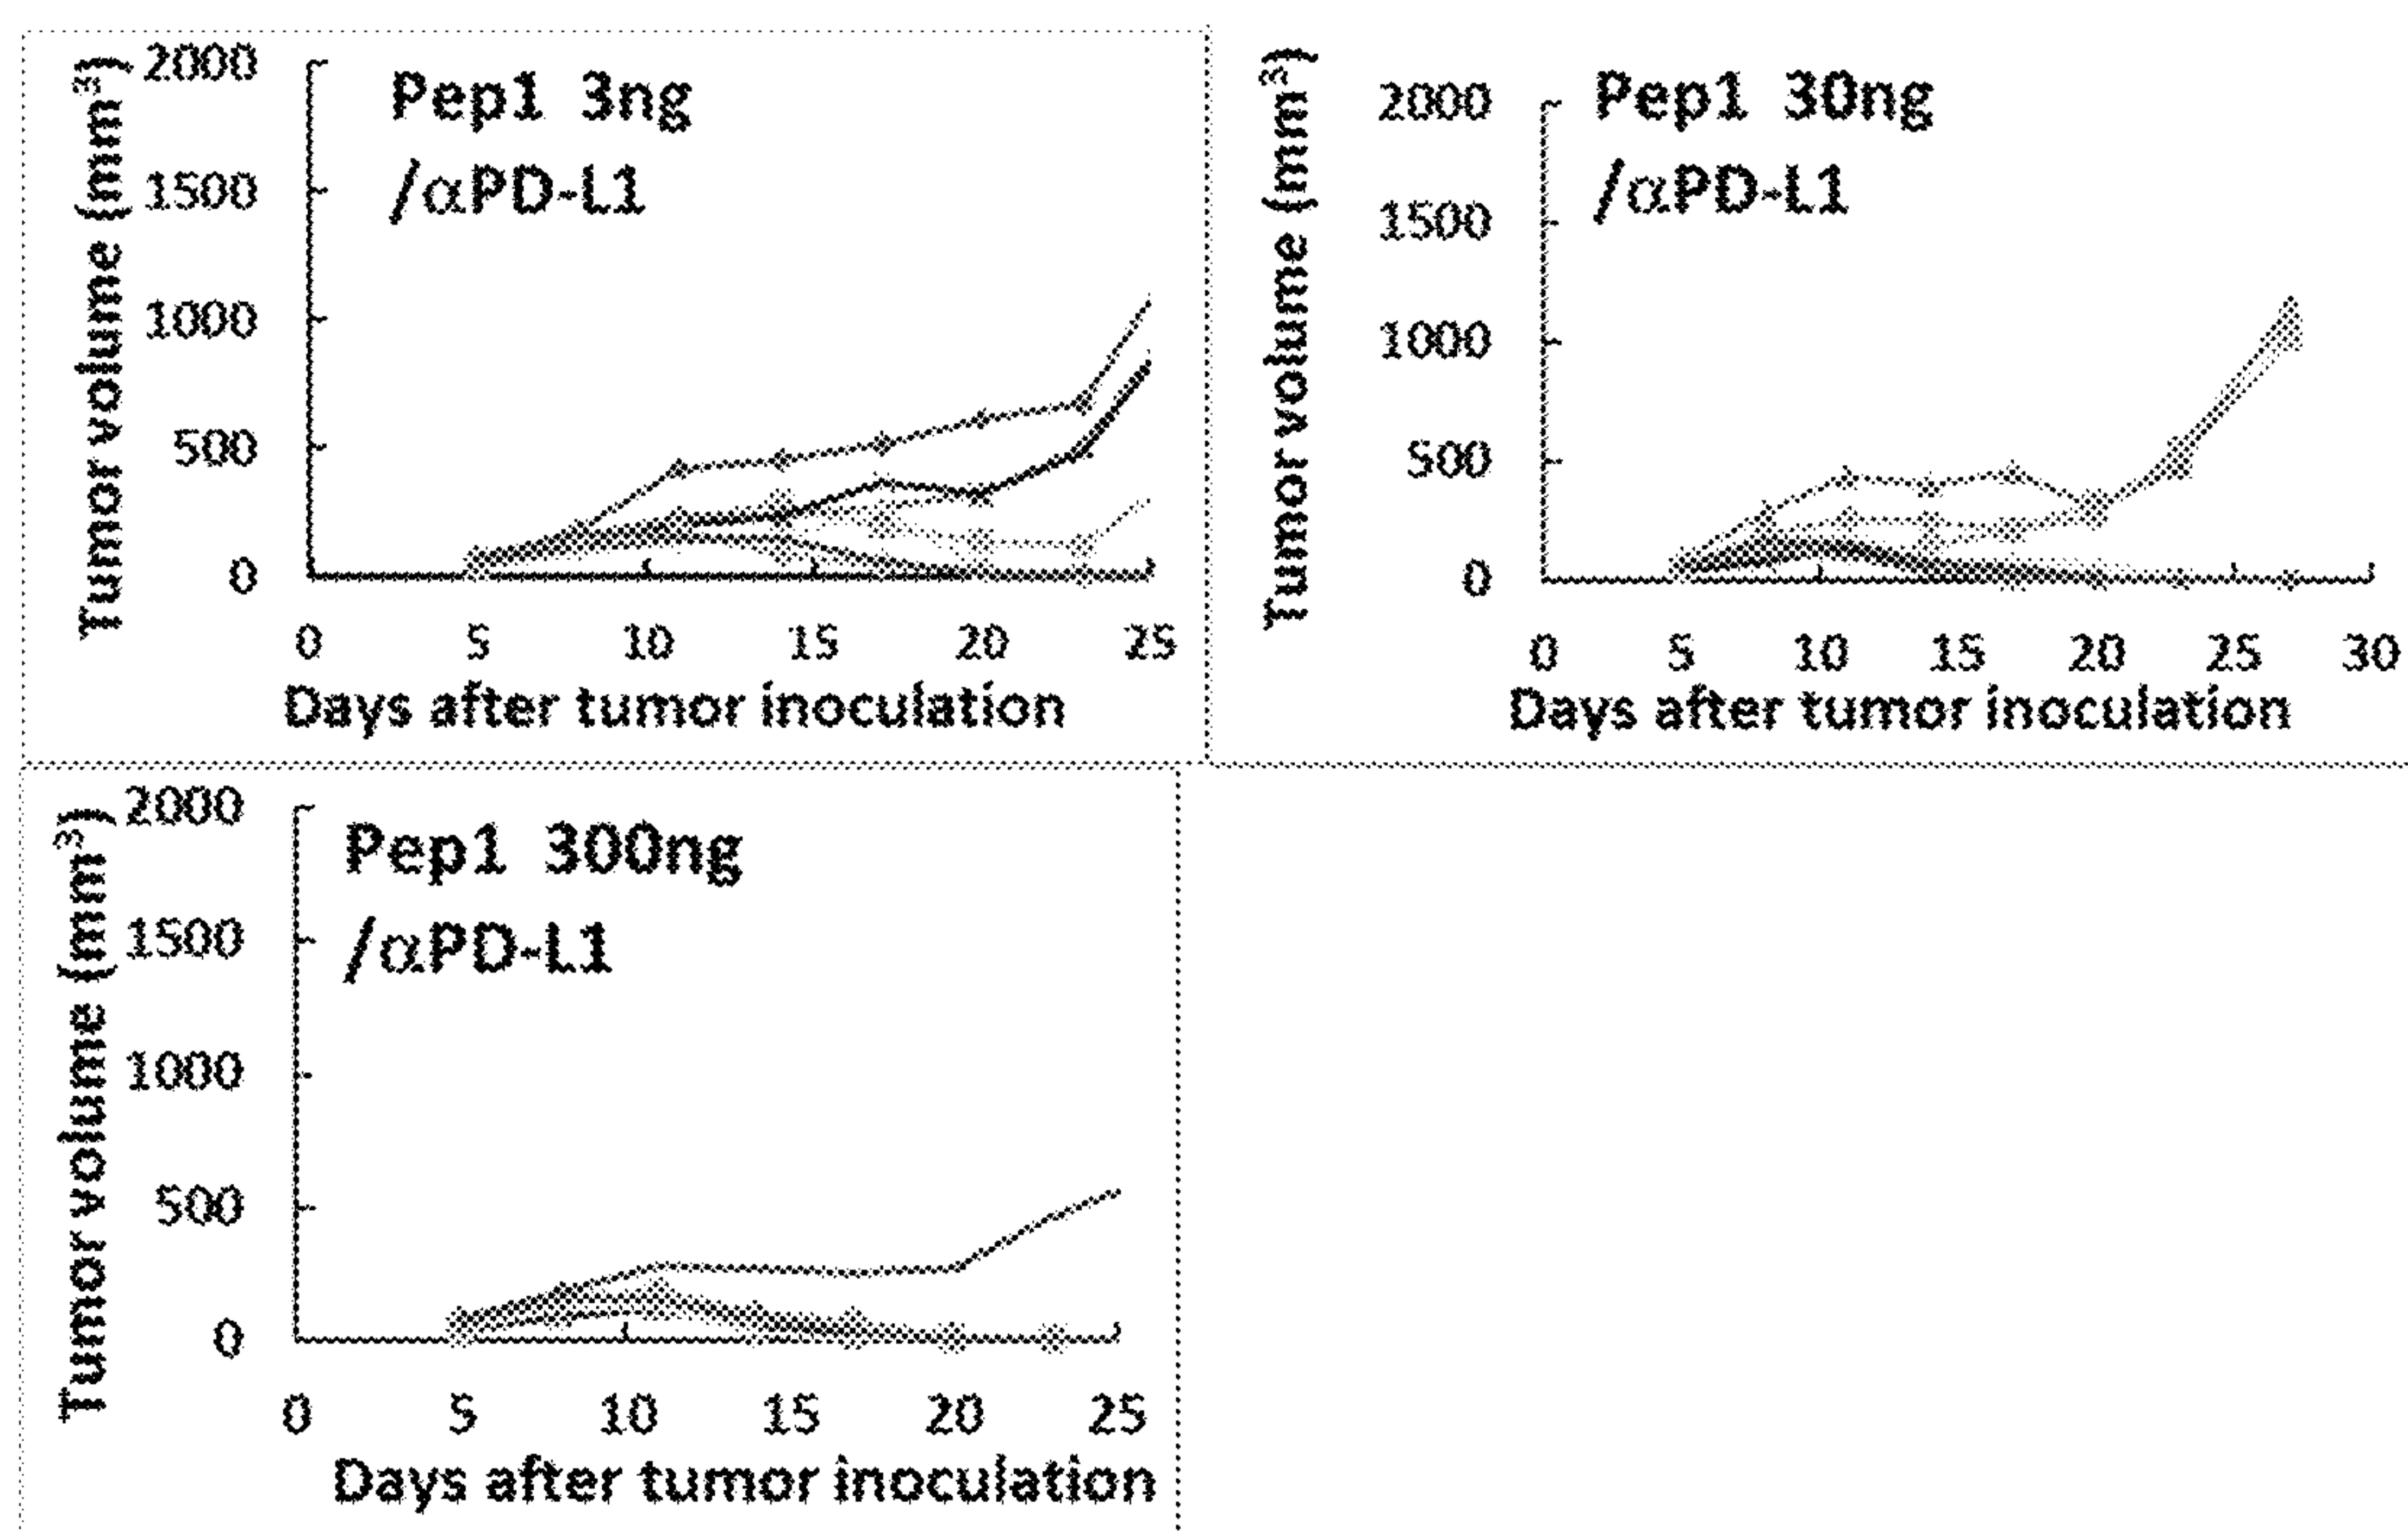 Tumor volume (mm³)
2000
1500
1000
500
0
Pep1 3ng
/αPD-L1
0 5 10 15 20 25
Days after tumor inoculation
Tumor volume (mm³)
2000
1500
1000
500
0
Pep1 30ng
/αPD-L1
0 5 10 15 20 25 30
Days after tumor inoculation
Tumor volume (mm³)
2000
1500
1000
500
0
Pep1 300ng
/αPD-L1
0 5 10 15 20 25
Days after tumor inoculation